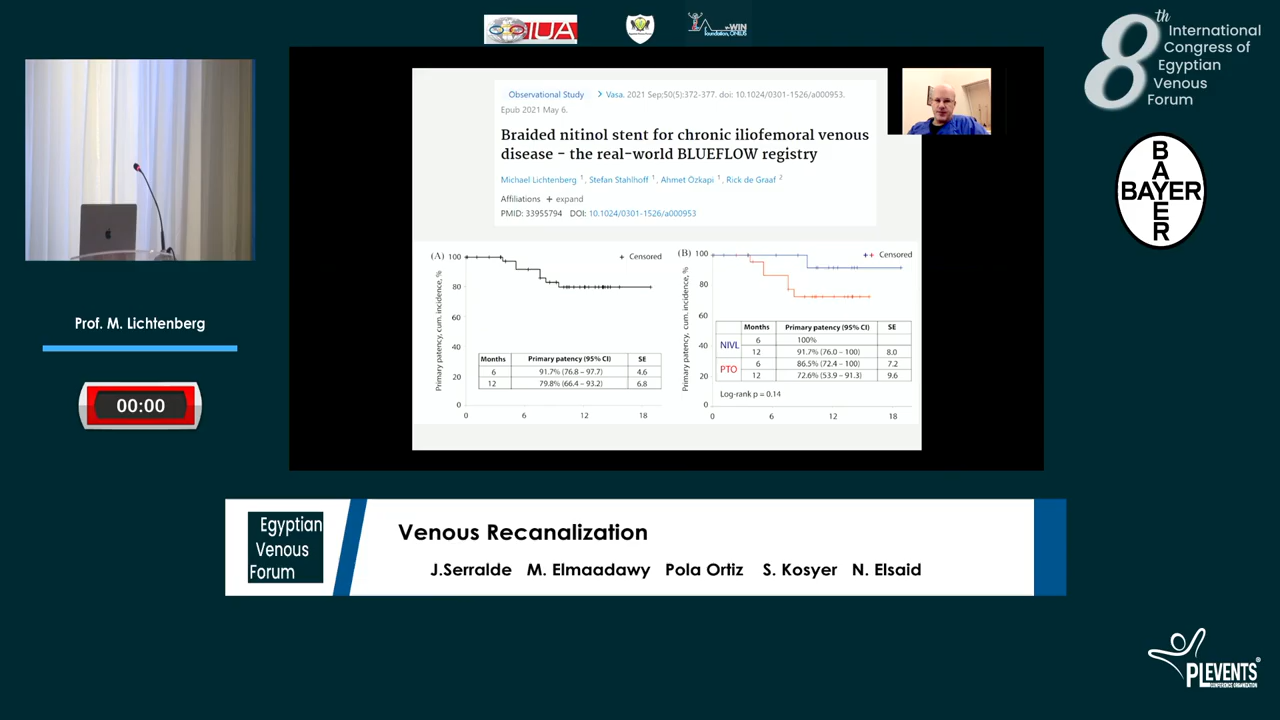 IUA
WIN
foundation, ONLUS
8th International
Congress of
Egyptian
Venous
Forum
BAYER
BAYER
Observational Study > Vasa. 2021 Sep;50(5):372-377. doi: 10.1024/0301-1526/a000953.
Epub 2021 May 6.
Braided nitinol stent for chronic iliofemoral venous
disease - the real-world BLUEFLOW registry
Michael Lichtenberg 1, Stefan Stahlhoff 1, Ahmet Özkapi 1, Rick de Graaf 2
Affiliations + expand
PMID: 33955794 DOI: 10.1024/0301-1526/a000953
(A)
+ Censored
Primary patency, cum. incidence, %
100
80
60
40
20
0
Months Primary patency (95% CI) SE
6 91.7% (76.8 – 97.7) 4.6
12 79.8% (66.4 – 93.2) 6.8
0 6 12 18
(B)
++ Censored
Primary patency, cum. incidence, %
100
80
60
40
20
0
Months Primary patency (95% CI) SE
NIVL 6 100%
12 91.7% (76.0 – 100) 8.0
PTO 6 86.5% (72.4 – 100) 7.2
12 72.6% (53.9 – 91.3) 9.6
Log-rank p = 0.14
0 6 12 18
Prof. M. Lichtenberg
00:00
Egyptian
Venous
Forum
Venous Recanalization
J.Serralde M. Elmaadawy Pola Ortiz S. Kosyer N. Elsaid
PLEVENTS®
CONFERENCE ORGANIZATION